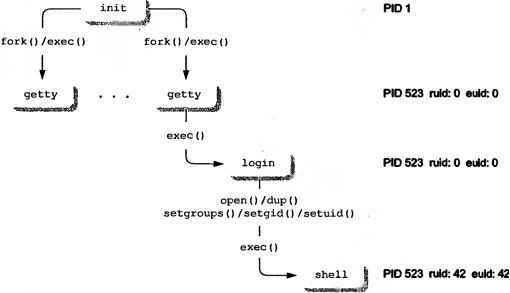 init PID 1
fork()/exec() fork()/exec()
getty . . . getty PID 523 ruid: 0 euid: 0
exec()
login PID 523 ruid: 0 euid: 0
open()/dup()
setgroups()/setgid()/setuid()
exec()
shell PID 523 ruid: 42 euid: 42